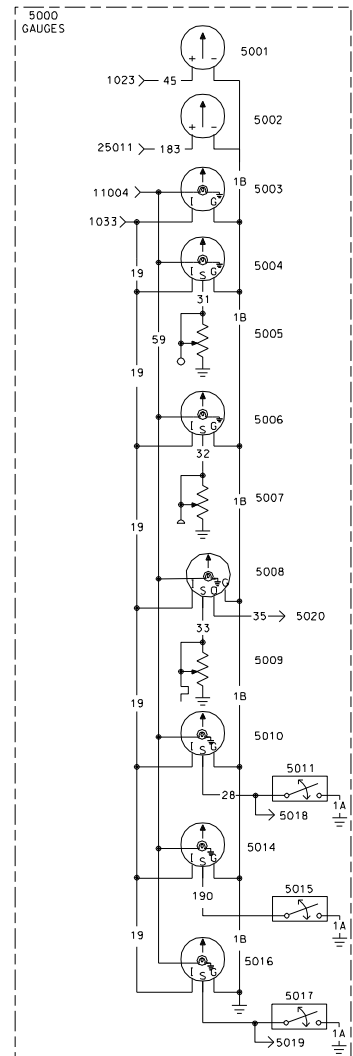 5000
GAUGES
5001
+ -
1023 45
5002
+ -
25011 183
1B
11004 5003
I G
1033
5004
19 I S G
31
1B
5005
59
19
5006
I S G
32
1B
5007
19
5008
I S O G
35 5020
33
5009
19 1B
5010
I S G
5011
28
1A
5018
5014
I S G
190 5015
1A
19 1B
5016
I S G
5017
1A
5019